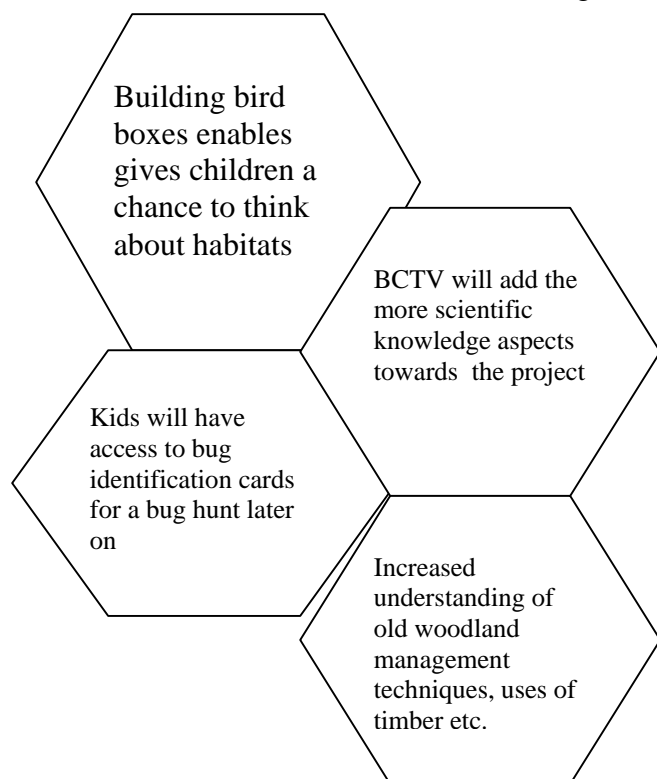 Building bird
boxes enables
gives children a
chance to think
about habitats
BCTV will add the
more scientific
knowledge aspects
towards the project
Kids will have
access to bug
identification cards
for a bug hunt later
on
Increased
understanding of
old woodland
management
techniques, uses of
timber etc.